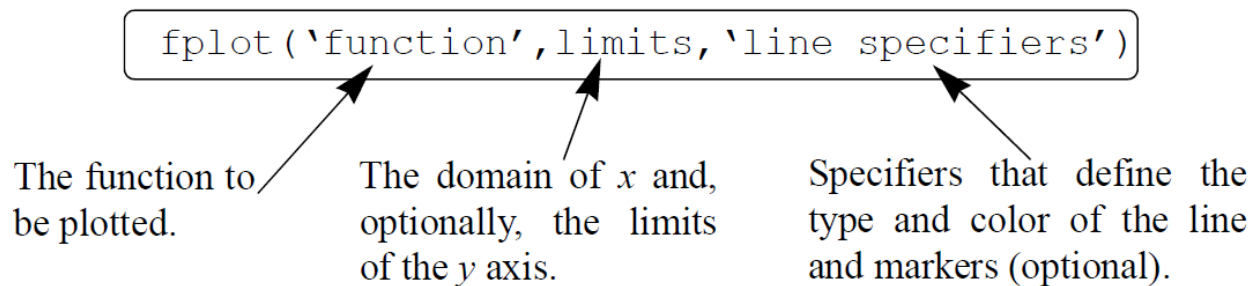 fplot(‘function’,limits,‘line specifiers’)
The function to
be plotted.
The domain of x and,
optionally, the limits
of the y axis.
Specifiers that define the
type and color of the line
and markers (optional).